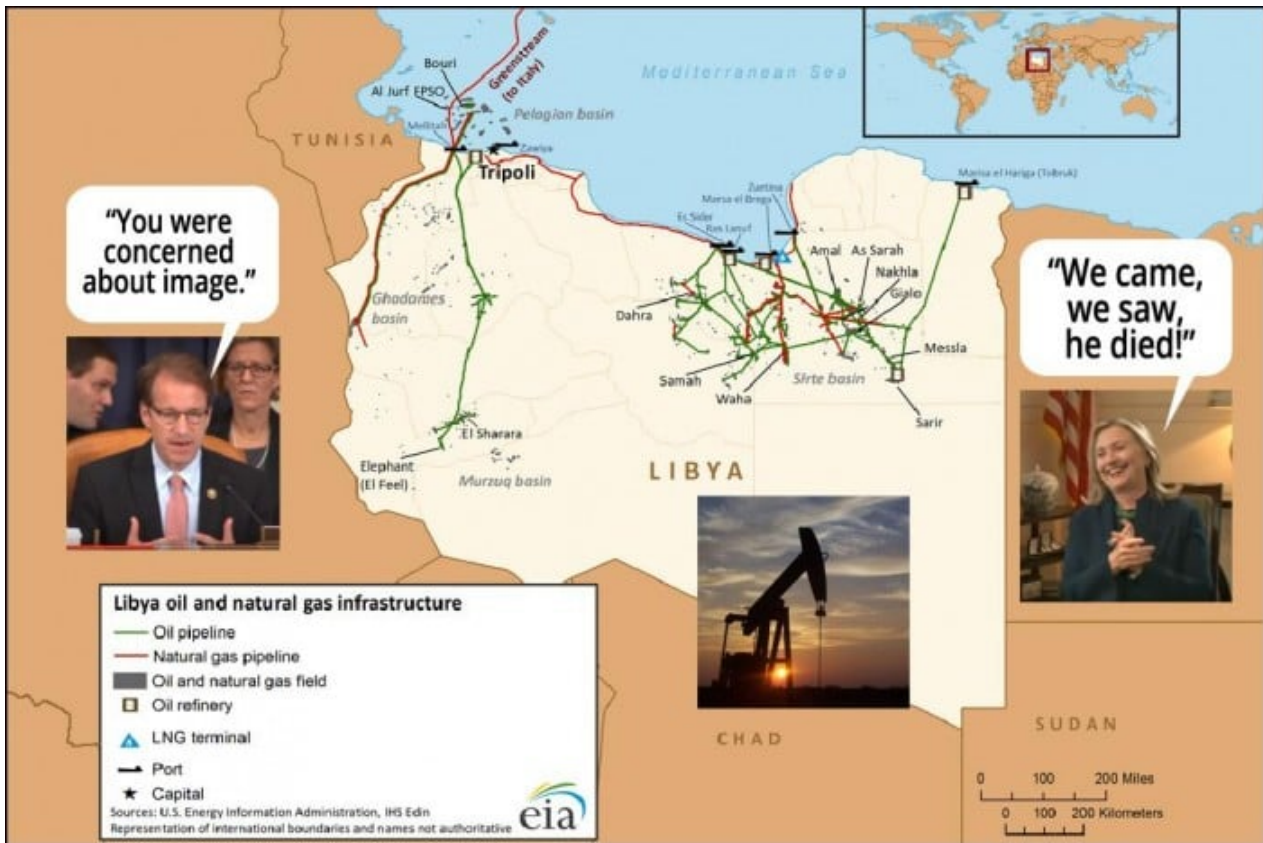 Bouri
Al Jurf EPSO
Greenstream
(to Italy)
Mediterranean Sea
Pelagian basin
TUNISIA
Mellitah
Zawiya
Tripoli
Marsa el Hariga (ToBruk)
Zuetina
Marsa el Brega
Es Sider
Ras Lanuf
“You were
concerned
about image.”
“We came,
we saw,
he died!”
Amal
As Sarah
Nakhla
Gialo
Ghadames
basin
Dahra
Messla
Samah
Sirte basin
Waha
Sarir
El Sharara
Elephant
(El Feel)
Murzuq basin
LIBYA
CHAD
SUDAN
Libya oil and natural gas infrastructure
Oil pipeline
Natural gas pipeline
Oil and natural gas field
Oil refinery
LNG terminal
Port
Capital
Sources: U.S. Energy Information Administration, IHS Edin
Representation of international boundaries and names not authoritative
eia
0 100 200 Miles
0 100 200 Kilometers